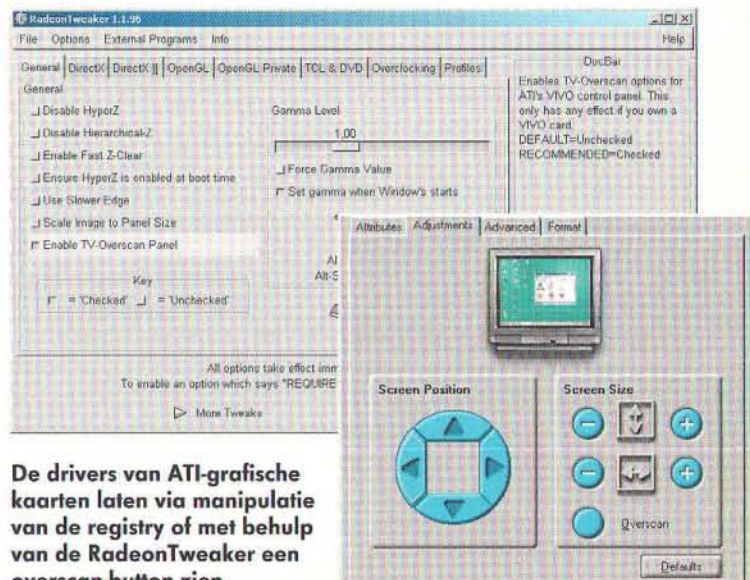 RadeonTweaker 1.1.96
File Options External Programs Info Help
General DirectX DirectX || OpenGL OpenGL Private TCL & DVD Overclocking Profiles
General
Disable HyperZ
Disable Hierarchinal-Z
Enable Fast Z-Clear
Ensure HyperZ is enabled at boot time
Use Slower Edge
Scale Image to Panel Size
Enable TV-Overscan Panel
Key
= 'Checked' = 'Unchecked'
Gamma Level
1,00
Force Gamma Value
Set gamma when Window's starts
Al
Alt-S
All options take effect imm
To enable an option which says "REQUIRE
More Tweaks
DocBar
Enables TV-Overscan options for
ATI's VIVO control panel. This
only has any effect if you own a
VIVO card.
DEFAULT=Unchecked
RECOMMENDED=Checked
Attributes Adjustments Advanced Format
Screen Position
Screen Size
Overscan
Defaults
De drivers van ATI-grafische
kaarten laten via manipulatie
van de registry of met behulp
van de RadeonTweaker een
overscan button zien